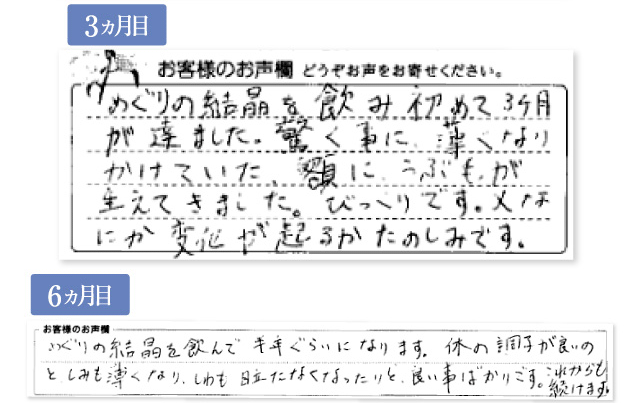 3ヵ月目
お客様のお声欄 どうぞお声をお寄せください。
めぐりの結晶を飲み初めて3ケ月
が達ました。驚く事に、薄くなり
かけていた、額に、うぶ毛が
生えてきました。びっくりです。又な
にか変化が起るかたのしみです。
6ヵ月目
お客様のお声欄
めぐりの結晶を飲んで半年ぐらいになります。体の調子が良いの
と、しみも薄くなり、しわも目立たなくなったりと、良い事ばかりです。これからも
続けます。